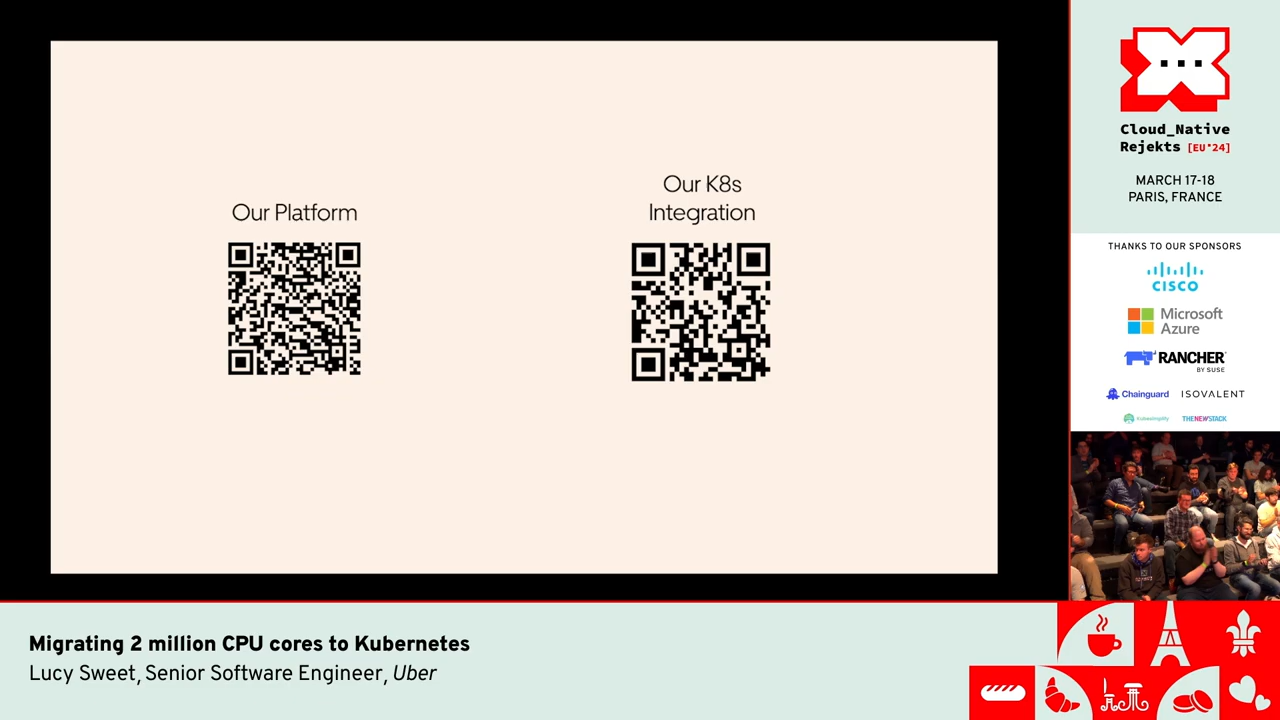 Our Platform
Our K8s
Integration
Cloud_Native
Rejekts [EU'24]
MARCH 17-18
PARIS, FRANCE
THANKS TO OUR SPONSORS
CISCO
Microsoft
Azure
RANCHER
BY SUSE
Chainguard ISOVALENT
Kubesimplify THENEWSTACK
Migrating 2 million CPU cores to Kubernetes
Lucy Sweet, Senior Software Engineer, Uber